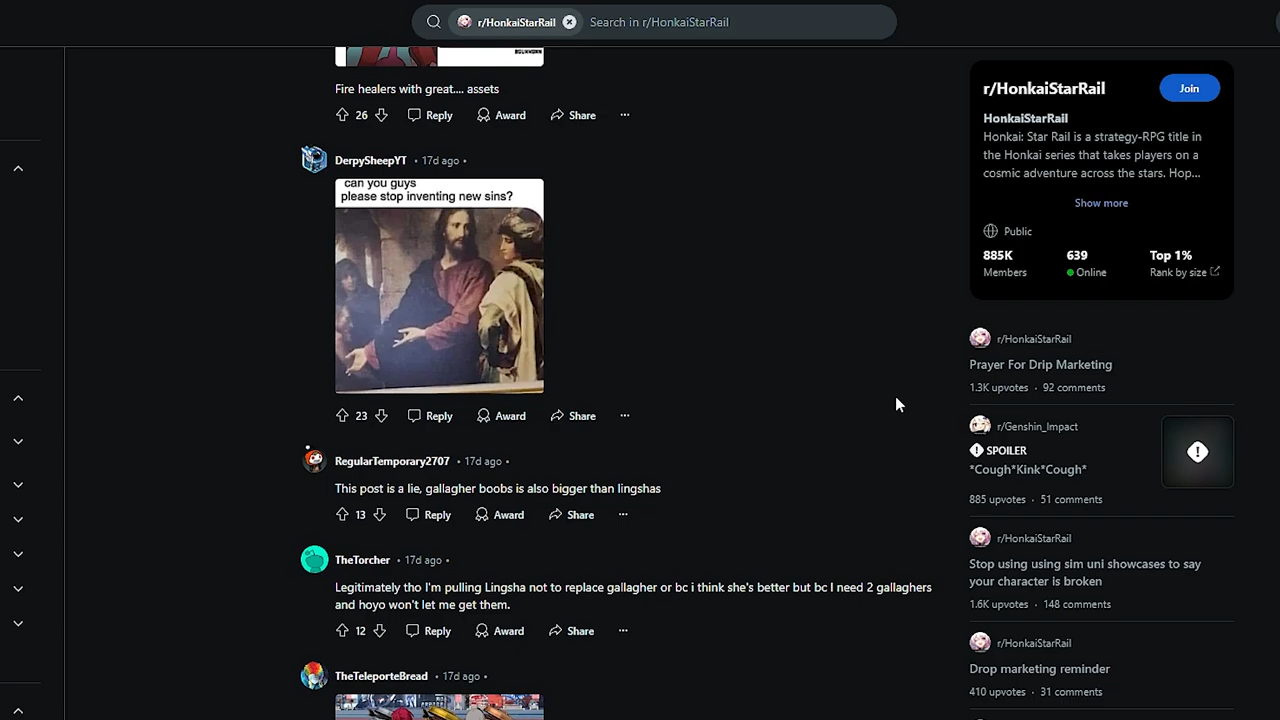 r/HonkaiStarRail
Search in r/HonkaiStarRail
Fire healers with great.... assets
26 Reply Award Share
DerpySheepYT • 17d ago •
can you guys
please stop inventing new sins?
23 Reply Award Share
RegularTemporary2707 • 17d ago •
This post is a lie, gallagher boobs is also bigger than lingshas
13 Reply Award Share
TheTorcher • 17d ago •
Legitimately tho I'm pulling Lingsha not to replace gallagher or bc i think she's better but bc I need 2 gallaghers
and hoyo won't let me get them.
12 Reply Award Share
TheTeleporteBread • 17d ago •
r/HonkaiStarRail
Join
HonkaiStarRail
Honkai: Star Rail is a strategy-RPG title in
the Honkai series that takes players on a
cosmic adventure across the stars. Hop...
Show more
Public
885K 639 Top 1%
Members Online Rank by size
r/HonkaiStarRail
Prayer For Drip Marketing
1.3K upvotes • 92 comments
r/Genshin_Impact
SPOILER
*Cough*Kink*Cough*
885 upvotes • 51 comments
r/HonkaiStarRail
Stop using using sim uni showcases to say
your character is broken
1.6K upvotes • 148 comments
r/HonkaiStarRail
Drop marketing reminder
410 upvotes • 31 comments